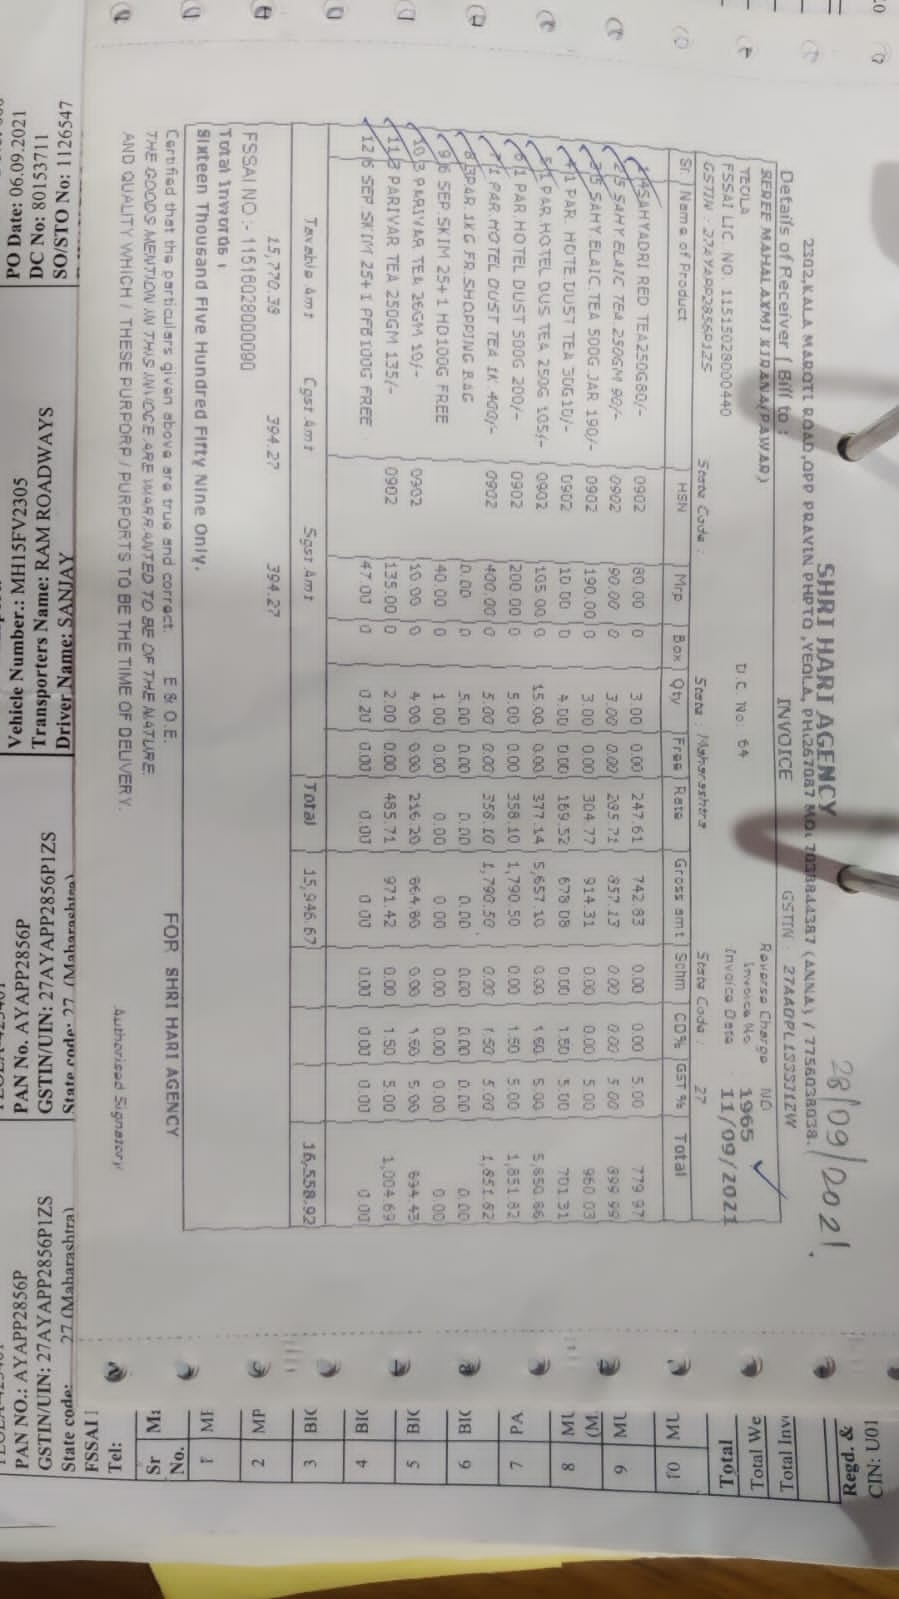 28/09/2021.
SHRI HARI AGENCY
2302,KALA MAROTI ROAD,OPP PRAVIN PHPTO ,YEOLA, PH:267087 MO: 7038844387 (ANNA) / 7756038038.
INVOICE GSTIN
Details of Receiver ( Bill to :
SEREE MAHALAXMI KIRANA(PAWAR)
Reverse Charge NO
YEOLA
D.C. No: 64
Invoice No 1965
FSSAI LIC. NO. 11515028000440
Invoice Date 11/09/2021
GSTIN : 27AYAPP2856P1ZS State Code : State : Maharashtra State Code : 27
Sr. Name of Product HSN Mrp Box Qty Free Rate Gross amt Schm CD% GST % Total
SAHYADRI RED TEA250G80/- 0902 80.00 0 3.00 0.00 247.61 742.83 0.00 0.00 5.00 779.97
SAHY ELAIC TEA 250GM 90/- 0902 90.00 0 3.00 0.00 285.71 857.13 0.00 0.00 5.00 899.99
SAHY ELAIC.TEA 500G JAR 190/- 0902 190.00 0 3.00 0.00 304.77 914.31 0.00 0.00 5.00 960.03
1 PAR HOTE DUST TEA 30G10/- 0902 10.00 0 4.00 0.00 169.52 678.08 0.00 1.50 5.00 701.31
1 PAR.HOTEL DUS TEA 250G 105/- 0902 105.00 0 15.00 0.00 377.14 5,657.10 0.00 1.50 5.00 5,850.86
1 PAR.HOTEL DUST 500G 200/- 0902 200.00 0 5.00 0.00 358.10 1,790.50 0.00 1.50 5.00 1,851.82
1 PAR.HOTEL DUST TEA 1K 400/- 0902 400.00 0 5.00 0.00 358.10 1,790.50 0.00 1.50 5.00 1,851.82
8 3PAR 1KG FR.SHOPPING BAG 0.00 0 5.00 0.00 0.00 0.00 0.00 0.00 0.00 0.00
9 6 SEP SKIM 25+1 HD100G FREE 40.00 0 1.00 0.00 0.00 0.00 0.00 0.00 0.00 0.00
10 3 PARIVAR TEA 26GM 10/- 0902 10.00 0 4.00 0.00 216.20 864.80 0.00 1.50 5.00
11 3 PARIVAR TEA 250GM 135/- 0902 135.00 0 2.00 0.00 485.71 971.42 0.00 1.50 5.00 1,004.69
12 6 SEP SKIM 25+1 PFB100G FREE 47.00 0 0.20 0.00 0.00 0.00 0.00 0.00 0.00 0.00
Taxable Amt Cgst Amt Sgst Amt Total 15,946.67 16,558.92
15,770.39 394.27 394.27
FSSAI NO :- 11516028000090
Total Inwords :
Sixteen Thousand Five Hundred Fifty Nine Only.
Certified that the particulars given above are true and correct. E & O.E. FOR SHRI HARI AGENCY
THE GOODS MENTION IN THIS INVOCE ARE WARRANTED TO BE OF THE NATURE
AND QUALITY WHICH / THESE PURPORP / PURPORTS TO BE THE TIME OF DELIVERY.
Authorised Signatory
PO Date: 06.09.2021
DC No: 80153711
SO/STO No: 1126547
Vehicle Number.: MH15FV2305
Transporters Name: RAM ROADWAYS
Driver Name: SANJAY
PAN No. AYAPP2856P
GSTIN/UIN: 27AYAPP2856P1ZS
State code: 27 (Maharashtra)
PAN NO.: AYAPP2856P
GSTIN/UIN: 27AYAPP2856P1ZS
State code: 27 (Maharashtra)
FSSAI
Tel:
Sr
No.
1
2 MP
3 BIC
4 BIC
5 BIC
6 BIC
7 PA
8
9
10
Total
Total We
Total Inv
Regd. &
CIN: U01